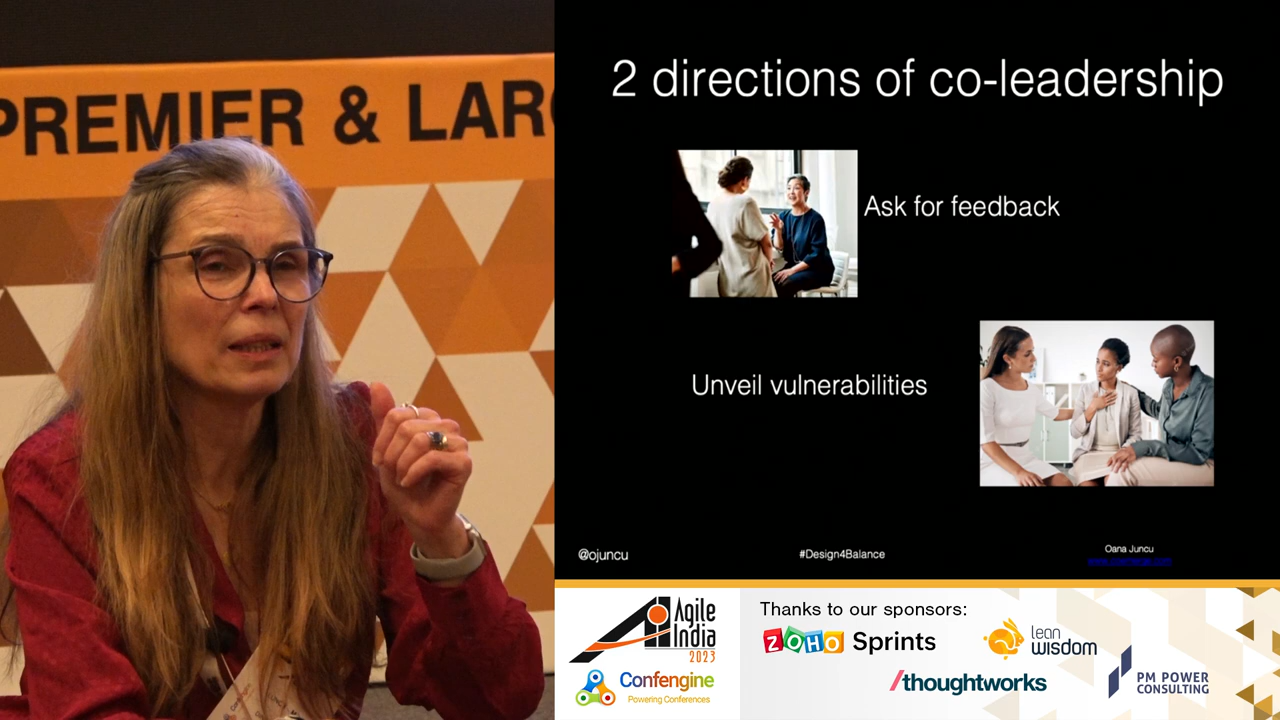 PREMIER & LARG
2 directions of co-leadership
Ask for feedback
Unveil vulnerabilities
@ojuncu
#Design4Balance
Oana Juncu
Agile
India
2023
Confengine
Powering Conferences
Thanks to our sponsors:
ZOHO Sprints
lean
wisdom
/thoughtworks
PM POWER
CONSULTING